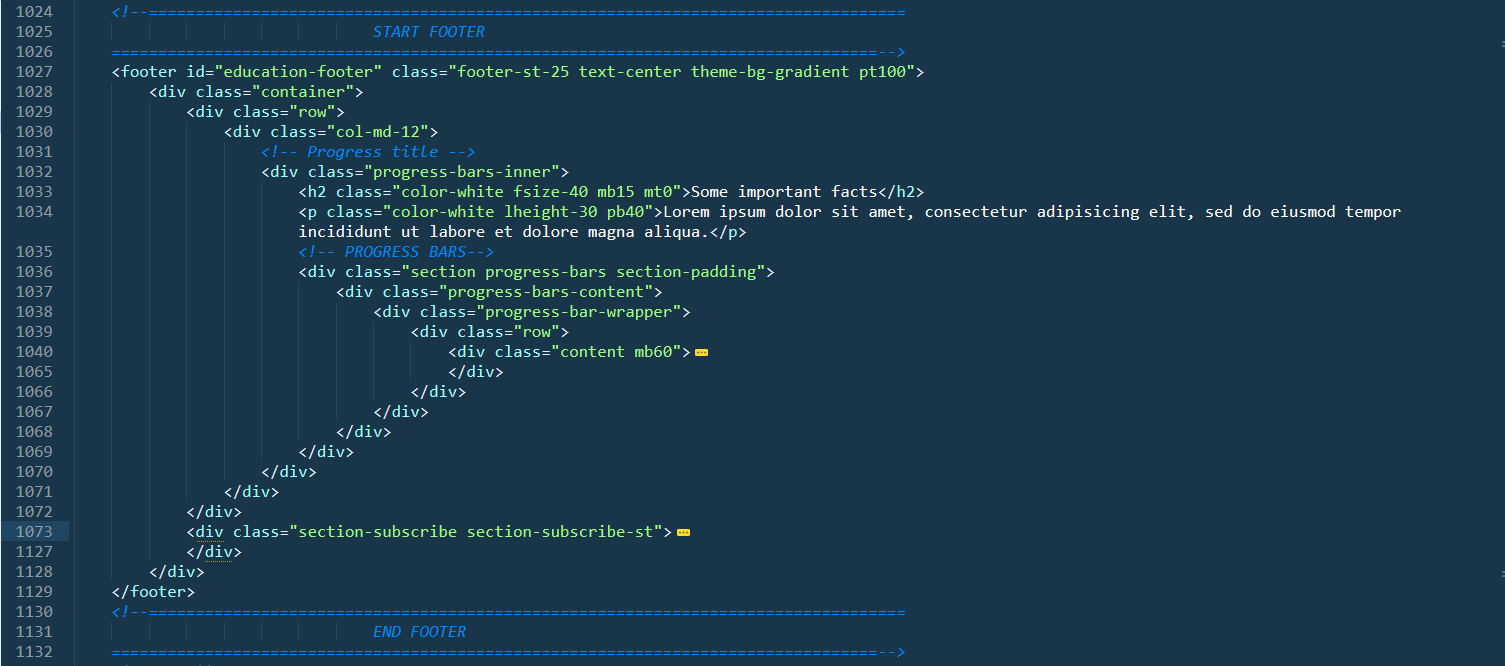 1024 <!--=================================================================================
1025 START FOOTER
1026 ==================================================================================-->
1027 <footer id="education-footer" class="footer-st-25 text-center theme-bg-gradient pt100">
1028 <div class="container">
1029 <div class="row">
1030 <div class="col-md-12">
1031 <!-- Progress title -->
1032 <div class="progress-bars-inner">
1033 <h2 class="color-white fsize-40 mb15 mt0">Some important facts</h2>
1034 <p class="color-white lheight-30 pb40">Lorem ipsum dolor sit amet, consectetur adipisicing elit, sed do eiusmod tempor
incididunt ut labore et dolore magna aliqua.</p>
1035 <!-- PROGRESS BARS-->
1036 <div class="section progress-bars section-padding">
1037 <div class="progress-bars-content">
1038 <div class="progress-bar-wrapper">
1039 <div class="row">
1040 <div class="content mb60">
1065 </div>
1066 </div>
1067 </div>
1068 </div>
1069 </div>
1070 </div>
1071 </div>
1072 </div>
1073 <div class="section-subscribe section-subscribe-st">
1127 </div>
1128 </div>
1129 </footer>
1130 <!--=================================================================================
1131 END FOOTER
1132 ==================================================================================-->